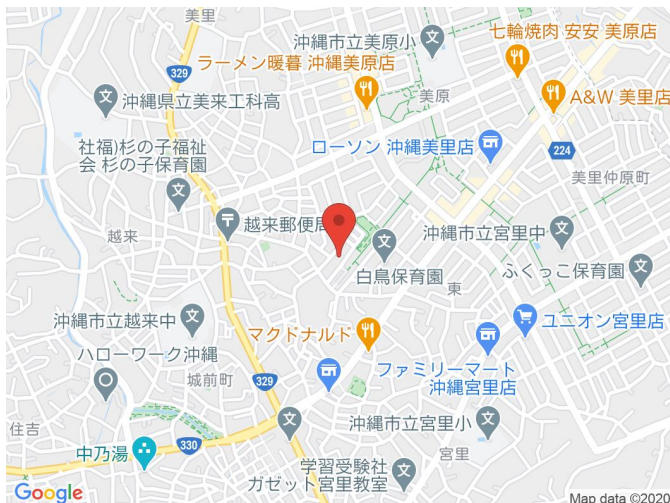 美里
沖縄市立美原小
七輪焼肉 安安 美原店
329
ラーメン暖暮 沖縄美原店
沖縄県立美来工科高
美原
A&W 美里店
社福)杉の子福祉
会 杉の子保育園
ローソン 沖縄美里店
224
美里仲原町
越来
越来郵便局
沖縄市立宮里中
白鳥保育園
東
ふくっこ保育園
沖縄市立越来中
マクドナルド
ユニオン宮里店
ハローワーク沖縄
城前町
329
ファミリーマート
沖縄宮里店
住吉
330
沖縄市立宮里小
中乃湯
宮里
学習受験社
ガゼット宮里教室
Google
Map data ©2020